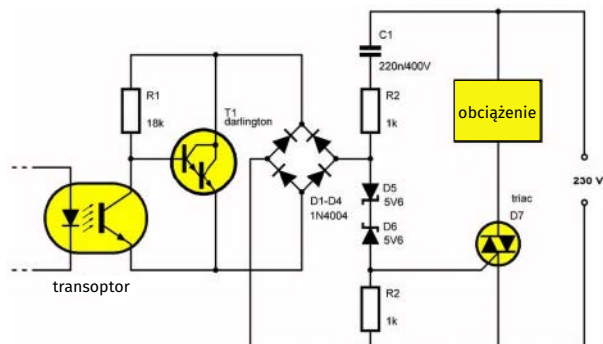 C1
220n/400V
R1
18k
T1
darlington
R2
1k
obciążenie
D1-D4
1N4004
D5
5V6
D6
5V6
230 V
triac
D7
transoptor
R2
1k